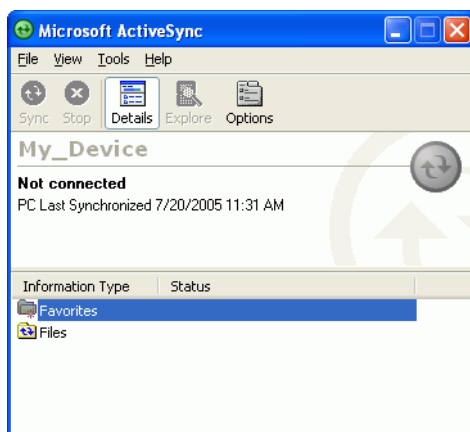 Microsoft ActiveSync
File View Tools Help
Sync Stop Details Explore Options
My_Device
Not connected
PC Last Synchronized 7/20/2005 11:31 AM
Information Type Status
Favorites
Files